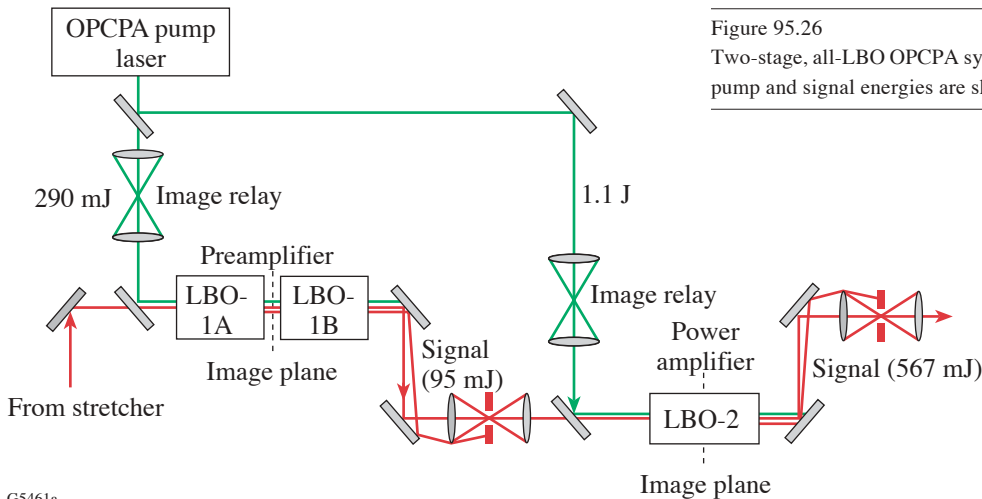 OPCPA pump
laser
Figure 95.26
Two-stage, all-LBO OPCPA sy
pump and signal energies are sl
290 mJ
Image relay
1.1 J
Preamplifier
LBO-
1A
LBO-
1B
Image plane
Image relay
Signal
(95 mJ)
Power
amplifier
Signal (567 mJ)
From stretcher
LBO-2
Image plane